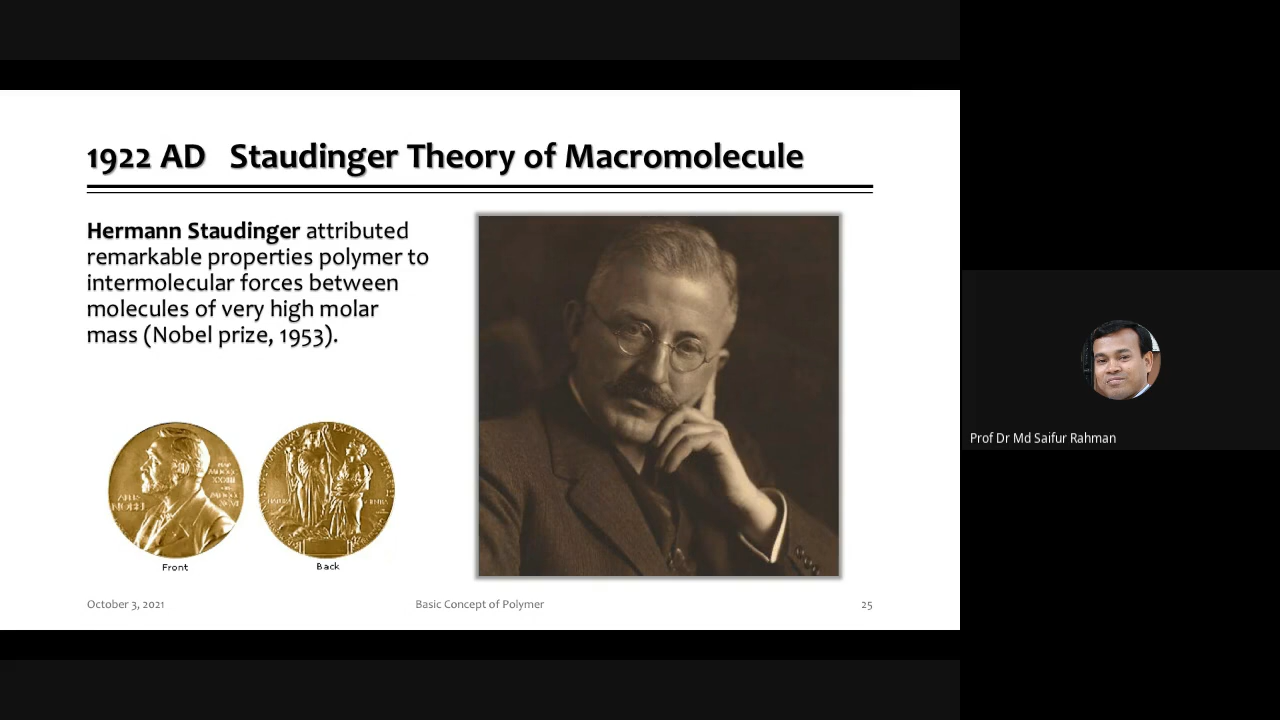 1922 AD Staudinger Theory of Macromolecule
Hermann Staudinger attributed
remarkable properties polymer to
intermolecular forces between
molecules of very high molar
mass (Nobel prize, 1953).
Front
Back
October 3, 2021
Basic Concept of Polymer
25
Prof Dr Md Saifur Rahman